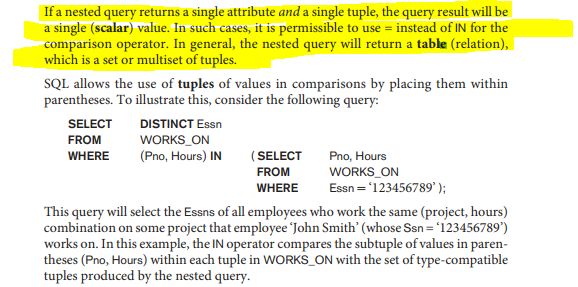 If a nested query returns a single attribute and a single tuple, the query result will be
a single (scalar) value. In such cases, it is permissible to use = instead of IN for the
comparison operator. In general, the nested query will return a table (relation),
which is a set or multiset of tuples.
SQL allows the use of tuples of values in comparisons by placing them within
parentheses. To illustrate this, consider the following query:
SELECT DISTINCT Essn
FROM WORKS_ON
WHERE (Pno, Hours) IN ( SELECT Pno, Hours
FROM WORKS_ON
WHERE Essn = ‘123456789’ );
This query will select the Essns of all employees who work the same (project, hours)
combination on some project that employee ‘John Smith’ (whose Ssn = ‘123456789’)
works on. In this example, the IN operator compares the subtuple of values in paren-
theses (Pno, Hours) within each tuple in WORKS_ON with the set of type-compatible
tuples produced by the nested query.